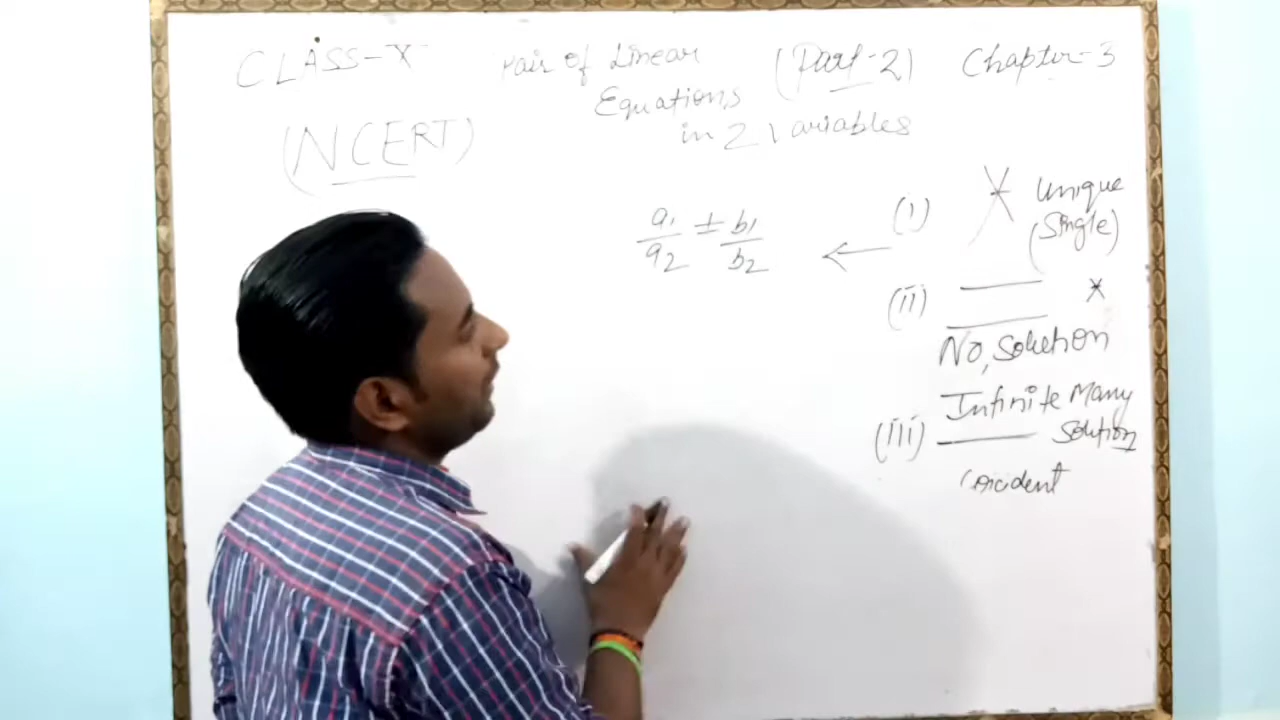 CLASS-X Pair of Linear (Part-2) Chapter-3
Equations
in 2 Variables
(NCERT)
a1/a2 ± b1/b2 ←
(i) Unique
(Single)
(ii)
No, Solution
Infinite Many
(iii) Solution
Coicident